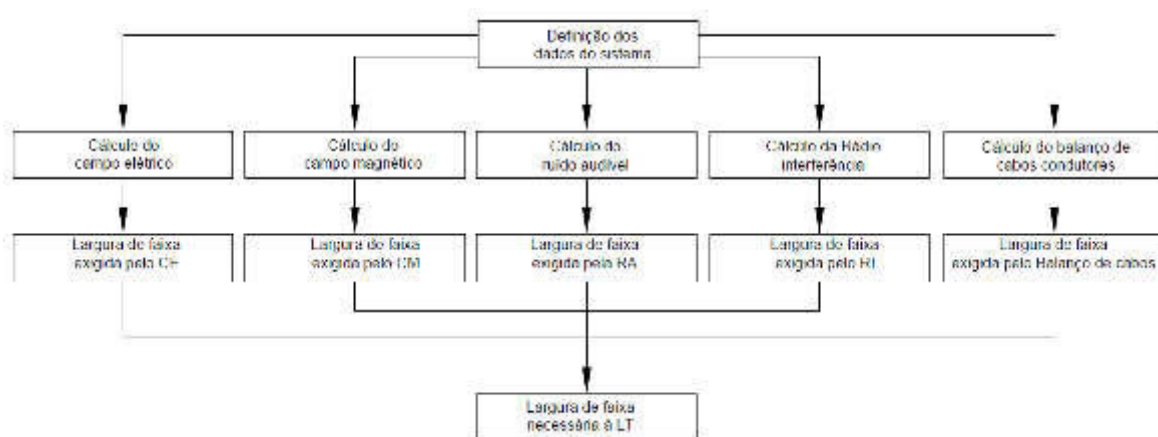 Definição dos
dados do sistema
Cálculo do
campo elétrico
Cálculo do
campo magnético
Cálculo do
ruído audível
Cálculo da Rádio
interferência
Cálculo do balanço de
cabos condutores
Largura de faixa
exigida pelo CE
Largura de faixa
exigida pelo CM
Largura de faixa
exigida pelo RA
Largura de faixa
exigida pelo RI
Largura de faixa
exigida pelo Balanço de cabos
Largura de faixa
necessária à LT